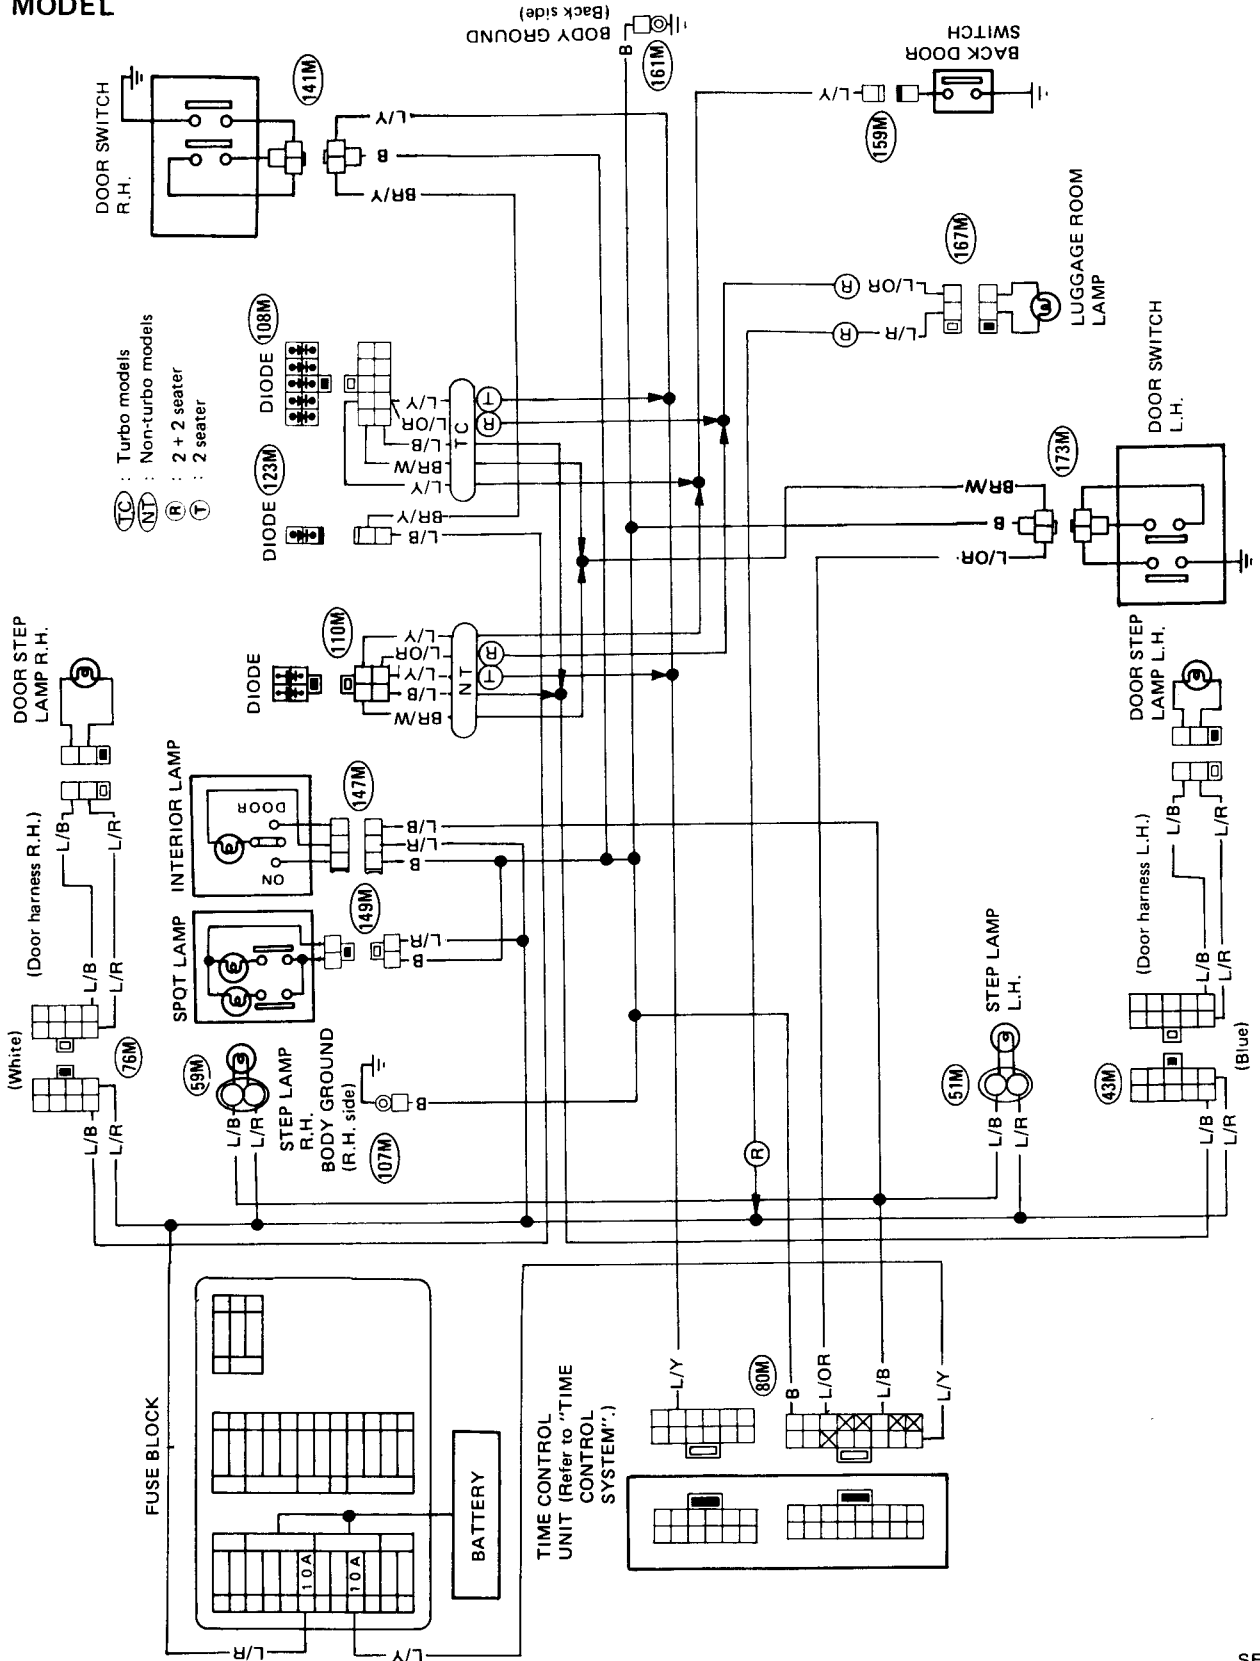 MODEL
BODY GROUND
(Back side)
B
161M
BACK DOOR
SWITCH
L/Y
159M
DOOR SWITCH
R.H.
141M
L/Y
B
BR/Y
167M
LUGGAGE ROOM
LAMP
R
L/OR
R
L/R
TC : Turbo models
NT : Non-turbo models
R : 2 + 2 seater
T : 2 seater
DIODE
108M
L/Y
L/OR
L/B
BR/W
L/Y
TC
T
R
DIODE
123M
BR/Y
L/B
DOOR SWITCH
L.H.
173M
BR/W
B
L/OR
DIODE
110M
L/Y
L/OR
L/Y
L/B
BR/W
NT
R
T
DOOR STEP
LAMP R.H.
L/B
L/R
(Door harness R.H.)
L/B
L/R
(White)
76M
L/B
L/R
INTERIOR LAMP
DOOR
ON
147M
L/B
L/R
B
SPOT LAMP
149M
L/R
B
59M
L/B
L/R
STEP LAMP
R.H.
BODY GROUND
(R.H. side)
107M
B
DOOR STEP
LAMP L.H.
L/B
L/R
(Door harness L.H.)
L/B
L/R
(Blue)
43M
L/B
L/R
STEP LAMP
L.H.
51M
L/B
L/R
R
FUSE BLOCK
10A
10A
L/R
L/Y
BATTERY
TIME CONTROL
UNIT (Refer to "TIME
CONTROL
SYSTEM".)
L/Y
80M
B
L/OR
L/B
L/Y